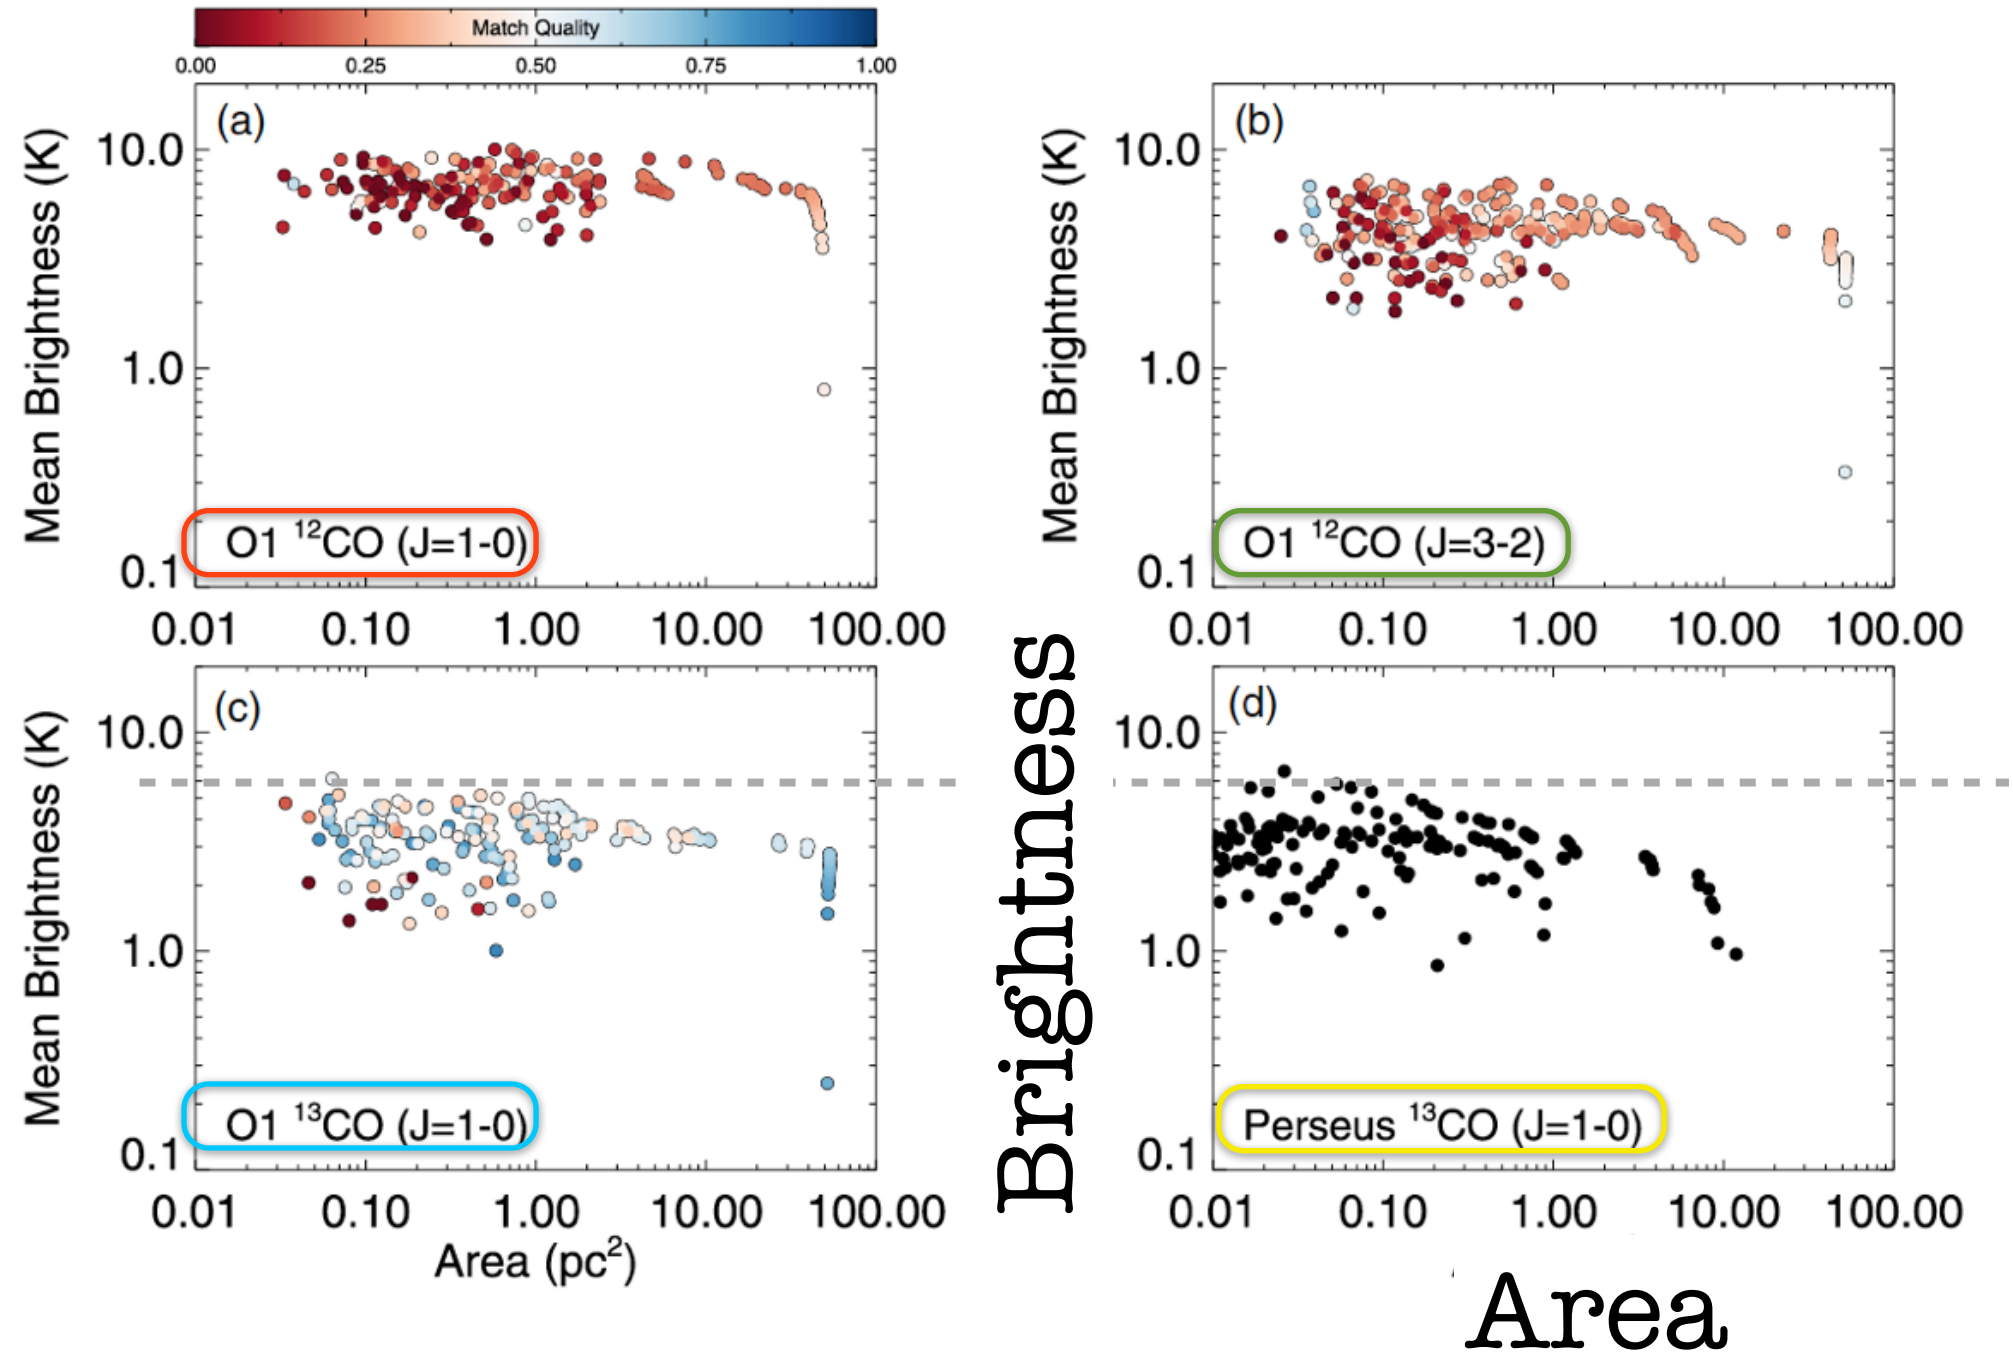 Match Quality
0.00 0.25 0.50 0.75 1.00
(a)
10.0
1.0
0.1
Mean Brightness (K)
O1 ¹²CO (J=1-0)
0.01 0.10 1.00 10.00 100.00
(b)
10.0
1.0
0.1
Mean Brightness (K)
O1 ¹²CO (J=3-2)
0.01 0.10 1.00 10.00 100.00
(c)
10.0
1.0
0.1
Mean Brightness (K)
O1 ¹³CO (J=1-0)
0.01 0.10 1.00 10.00 100.00
Area (pc²)
Brightness
(d)
10.0
1.0
0.1
Perseus ¹³CO (J=1-0)
0.01 0.10 1.00 10.00 100.00
Area